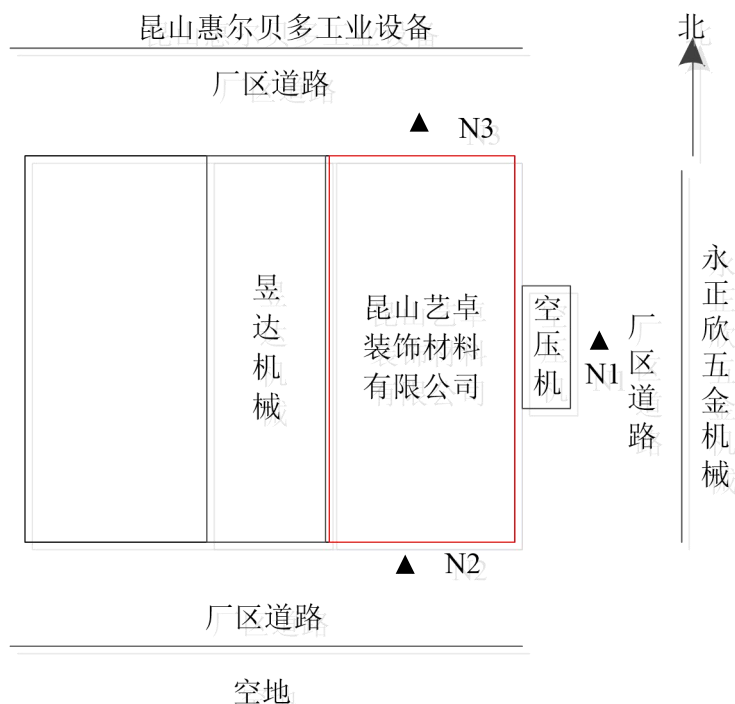 昆山惠尔贝多工业设备
北
厂区道路
N3
昱达机械
昆山艺卓
装饰材料
有限公司
空压机
N1
厂区道路
永正欣五金机械
N2
厂区道路
空地